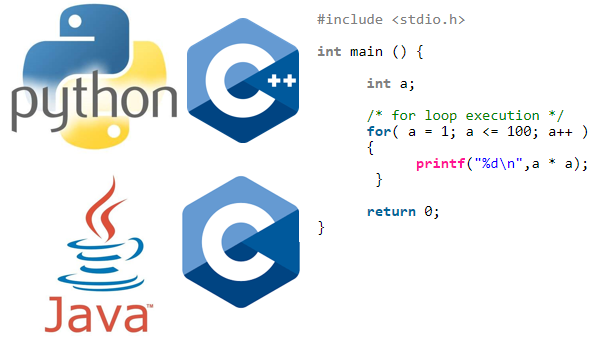 python
C++
#include <stdio.h>
int main () {
int a;
/* for loop execution */
for( a = 1; a <= 100; a++ )
{
printf("%d\n",a * a);
}
return 0;
}
Java™
C